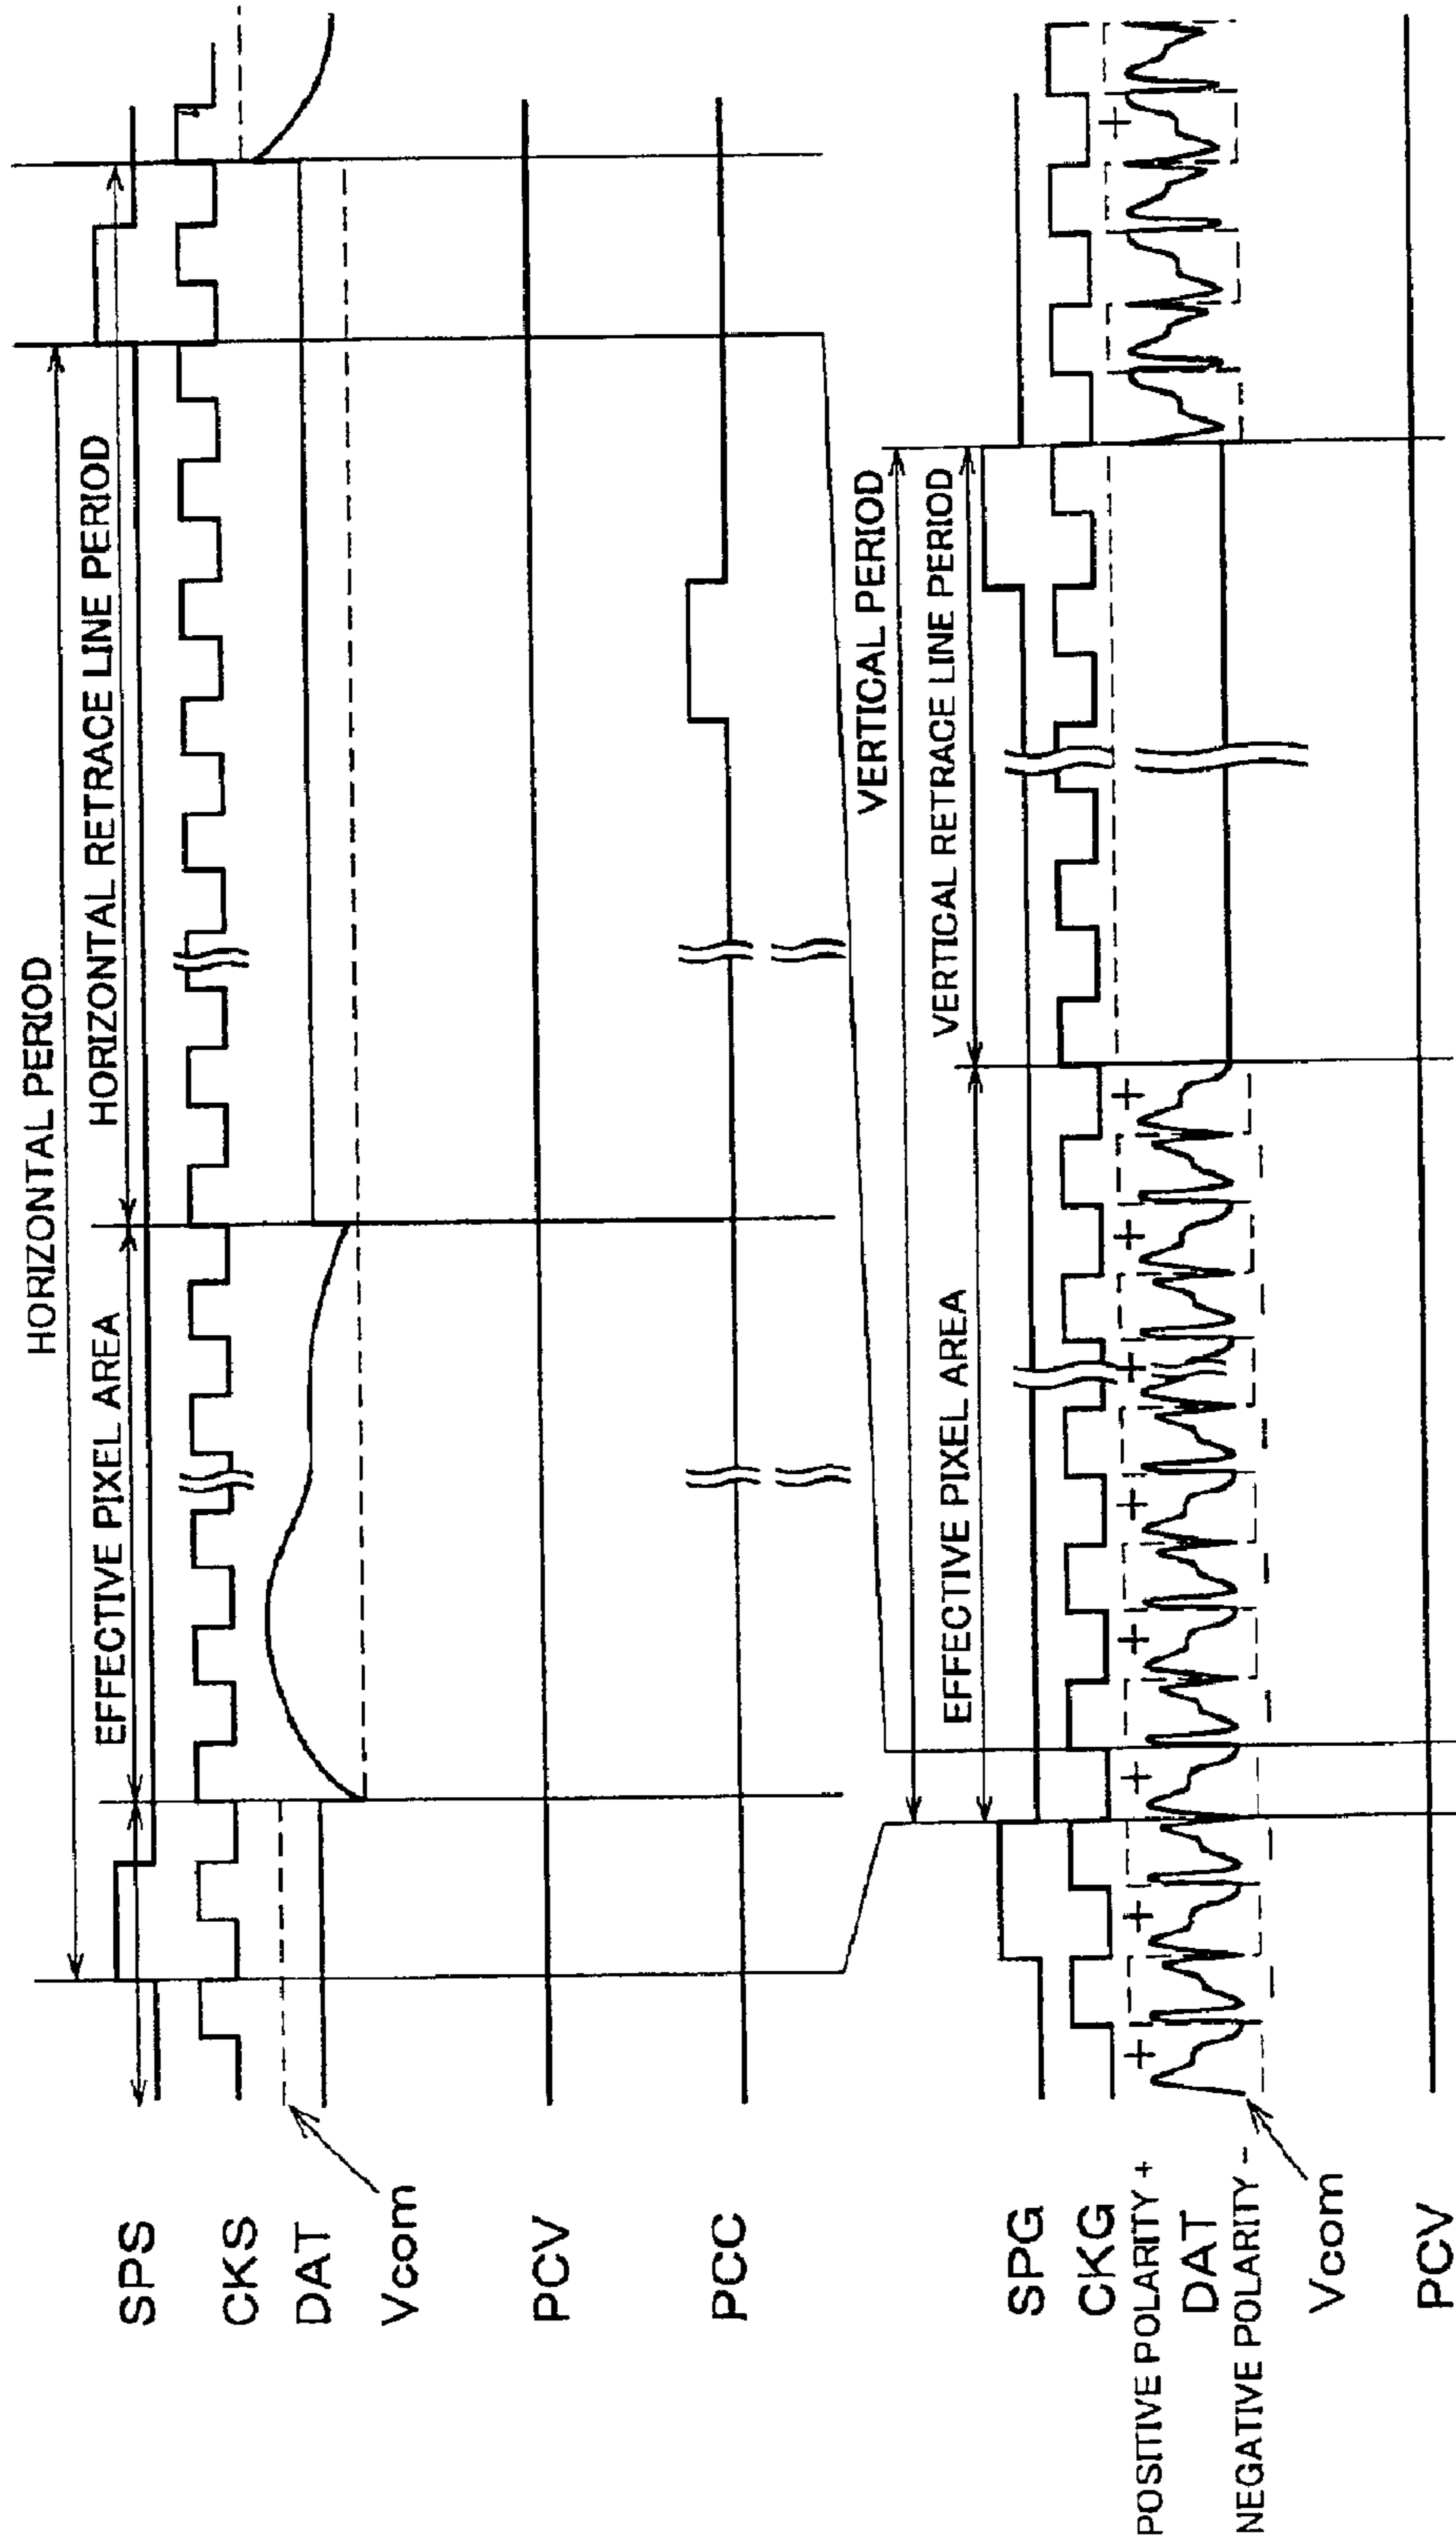 HORIZONTAL PERIOD
EFFECTIVE PIXEL AREA
HORIZONTAL RETRACE LINE PERIOD
SPS
CKS
DAT
Vcom
PCV
PCC
VERTICAL PERIOD
EFFECTIVE PIXEL AREA
VERTICAL RETRACE LINE PERIOD
SPG
CKG
POSITIVE POLARITY +
DAT
NEGATIVE POLARITY -
Vcom
PCV